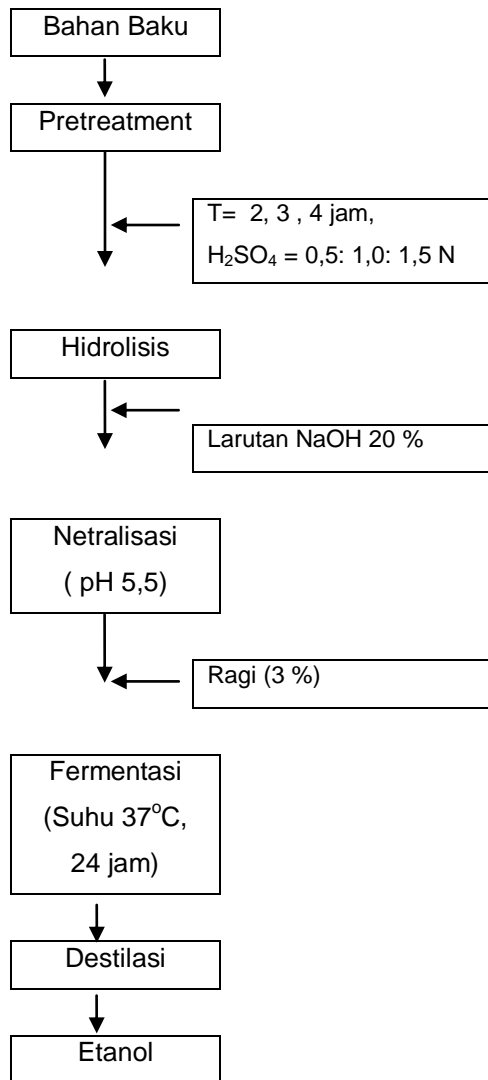 Bahan Baku
Pretreatment
T= 2, 3 , 4 jam,
H₂SO₄ = 0,5: 1,0: 1,5 N
Hidrolisis
Larutan NaOH 20 %
Netralisasi
( pH 5,5)
Ragi (3 %)
Fermentasi
(Suhu 37°C,
24 jam)
Destilasi
Etanol